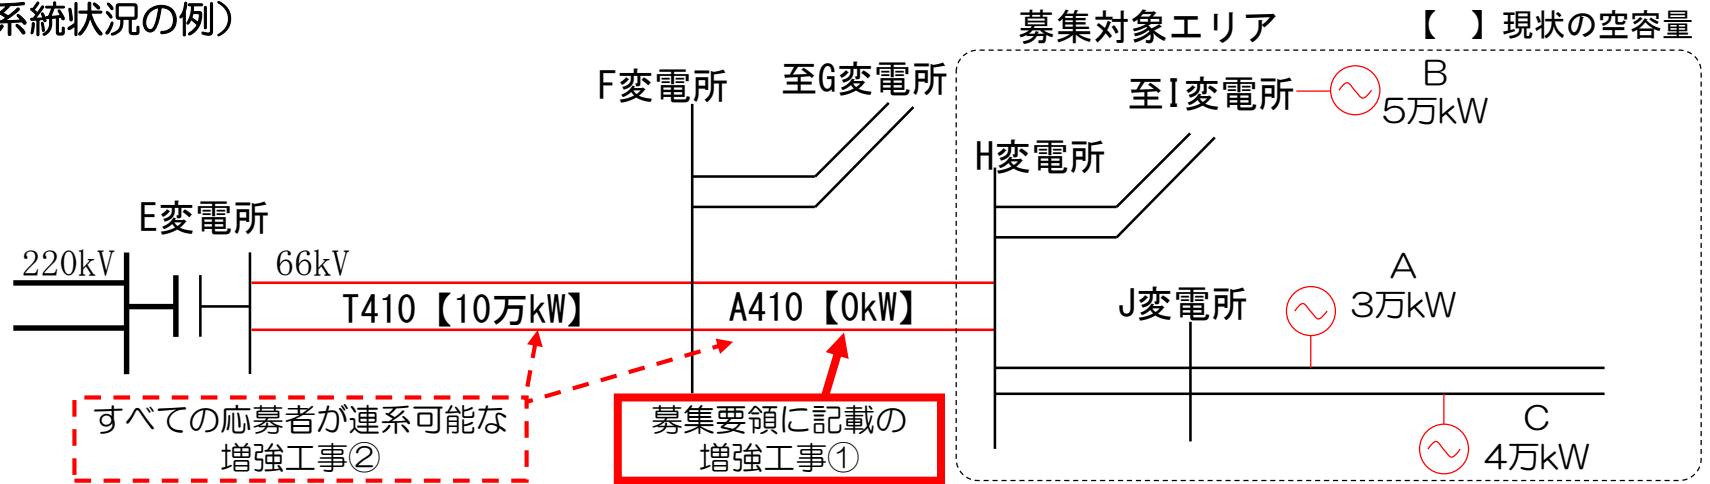 系統状況の例）
募集対象エリア
【　】現状の空容量
F変電所
至G変電所
至I変電所
B
5万kW
H変電所
E変電所
220kV
66kV
T410【10万kW】
A410【0kW】
J変電所
A
3万kW
すべての応募者が連系可能な
増強工事②
募集要領に記載の
増強工事①
C
4万kW